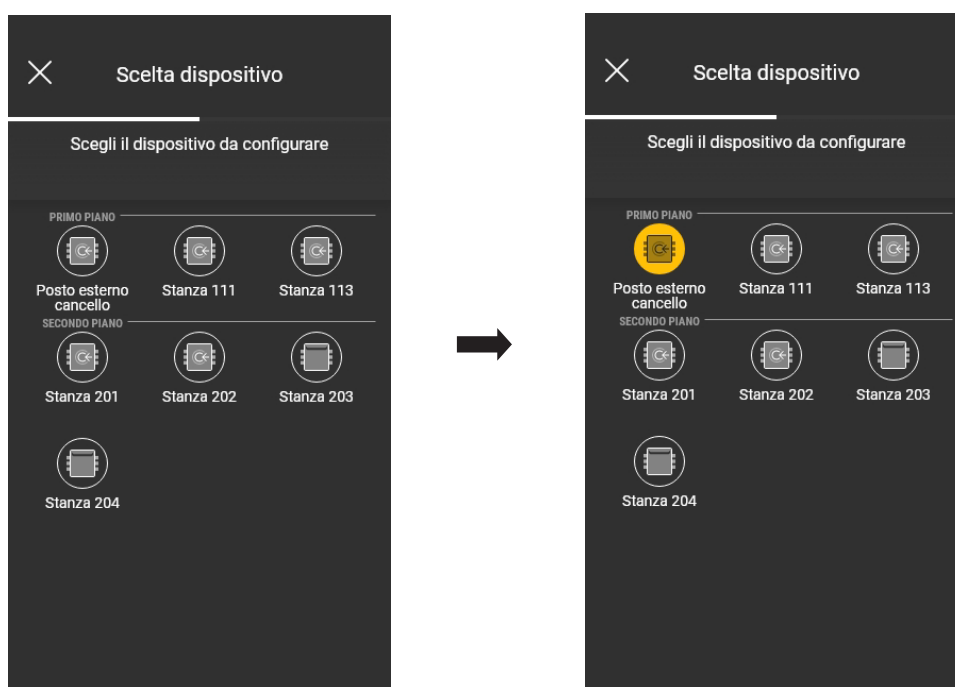 Scelta dispositivo
Scegli il dispositivo da configurare
PRIMO PIANO
Posto esterno
cancello
Stanza 111
Stanza 113
SECONDO PIANO
Stanza 201
Stanza 202
Stanza 203
Stanza 204
Scelta dispositivo
Scegli il dispositivo da configurare
PRIMO PIANO
Posto esterno
cancello
Stanza 111
Stanza 113
SECONDO PIANO
Stanza 201
Stanza 202
Stanza 203
Stanza 204